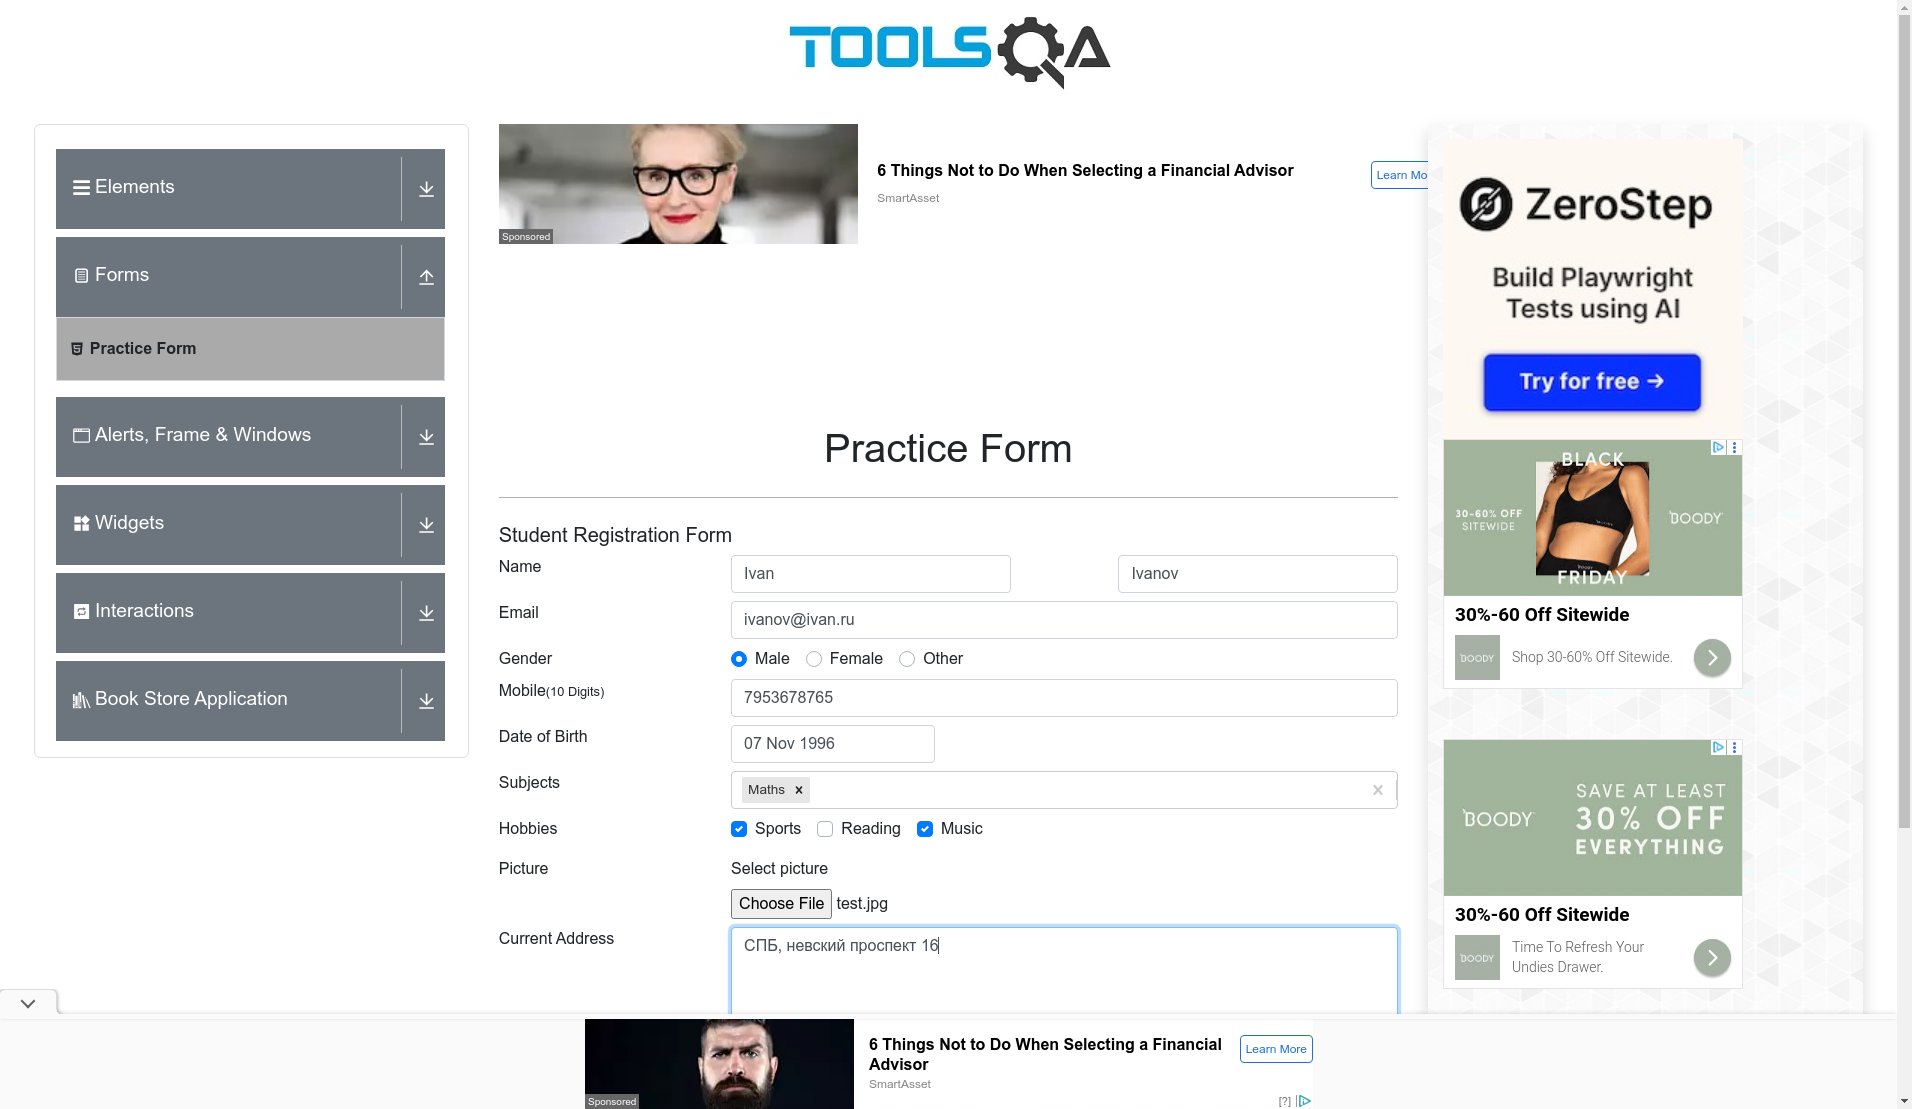 TOOLSQA
Elements
Forms
Practice Form
Alerts, Frame & Windows
Widgets
Interactions
Book Store Application
Sponsored
6 Things Not to Do When Selecting a Financial Advisor
SmartAsset
Learn Mo
Practice Form
Student Registration Form
Name
Ivan
Ivanov
Email
ivanov@ivan.ru
Gender
Male
Female
Other
Mobile(10 Digits)
7953678765
Date of Birth
07 Nov 1996
Subjects
Maths
Hobbies
Sports
Reading
Music
Picture
Select picture
Choose File test.jpg
Current Address
СПБ, невский проспект 16
ZeroStep
Build Playwright
Tests using AI
Try for free →
BLACK
30-60% OFF
SITEWIDE
BOODY
FRIDAY
30%-60 Off Sitewide
BOODY
Shop 30-60% Off Sitewide.
BOODY
SAVE AT LEAST
30% OFF
EVERYTHING
30%-60 Off Sitewide
BOODY
Time To Refresh Your
Undies Drawer.
Sponsored
6 Things Not to Do When Selecting a Financial
Advisor
SmartAsset
Learn More
[?]